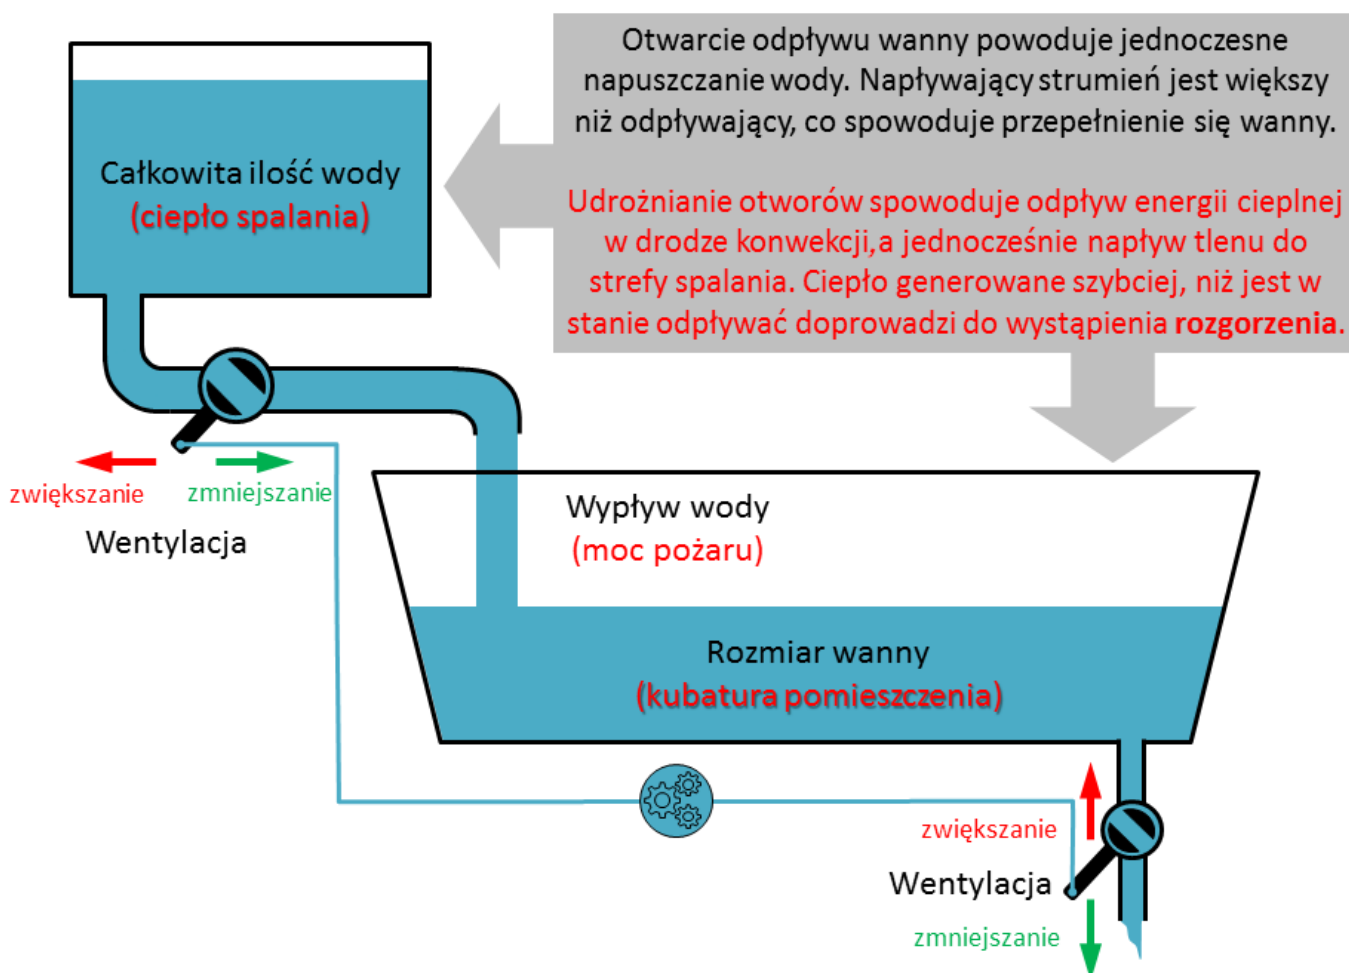 Otwarcie odpływu wanny powoduje jednoczesne
napuszczanie wody. Napływający strumień jest większy
niż odpływający, co spowoduje przepełnienie się wanny.
Udrożnianie otworów spowoduje odpływ energii cieplnej
w drodze konwekcji,a jednocześnie napływ tlenu do
strefy spalania. Ciepło generowane szybciej, niż jest w
stanie odpływać doprowadzi do wystąpienia rozgorzenia.
Całkowita ilość wody
(ciepło spalania)
zwiększanie
zmniejszanie
Wentylacja
Wypływ wody
(moc pożaru)
Rozmiar wanny
(kubatura pomieszczenia)
zwiększanie
Wentylacja
zmniejszanie